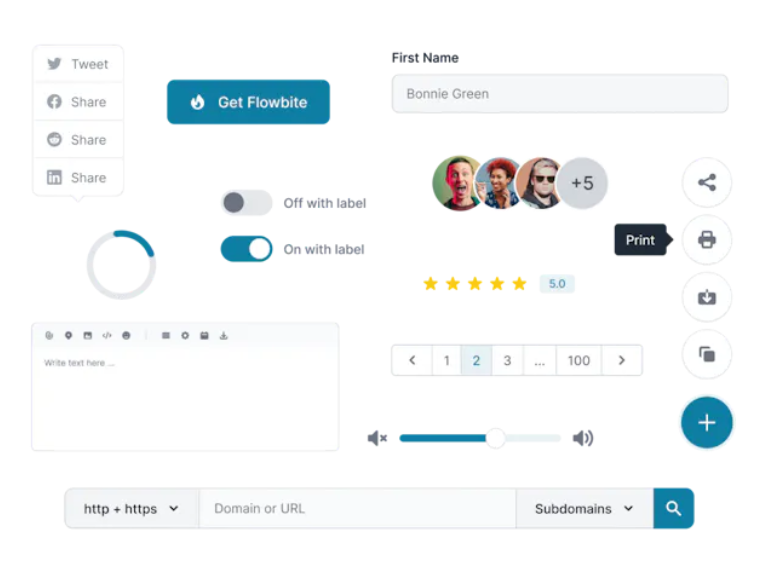 Tweet
Share
Share
Share
Get Flowbite
First Name
Bonnie Green
Off with label
On with label
+5
Print
5.0
Write text here ...
1 2 3 ... 100
http + https
Domain or URL
Subdomains